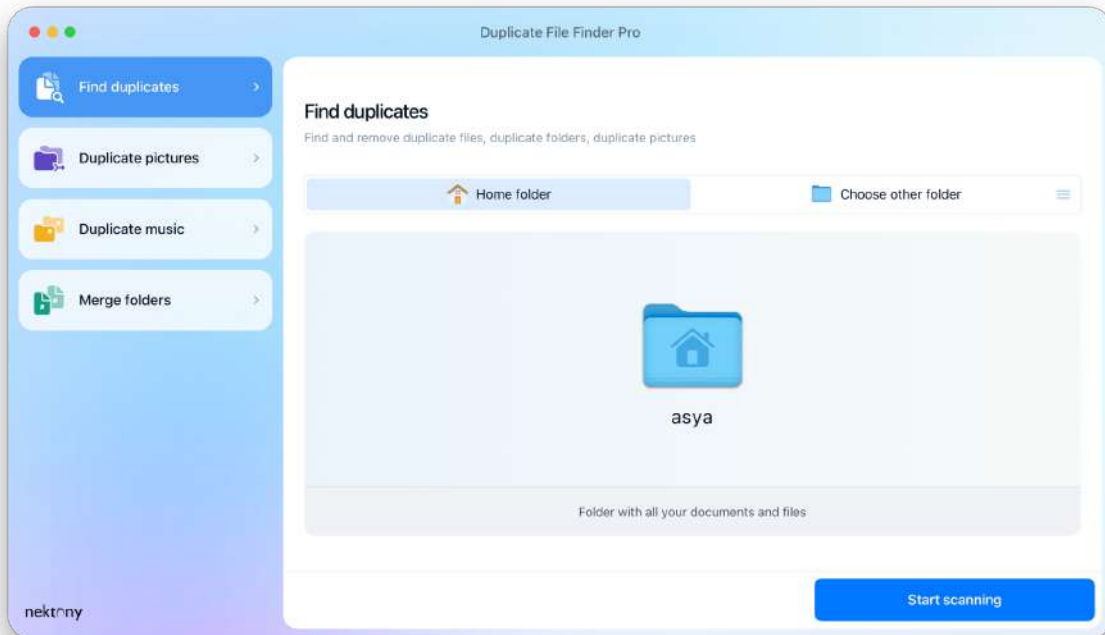 Duplicate File Finder Pro
Find duplicates
Duplicate pictures
Duplicate music
Merge folders
nektony
Find duplicates
Find and remove duplicate files, duplicate folders, duplicate pictures
Home folder
Choose other folder
asya
Folder with all your documents and files
Start scanning